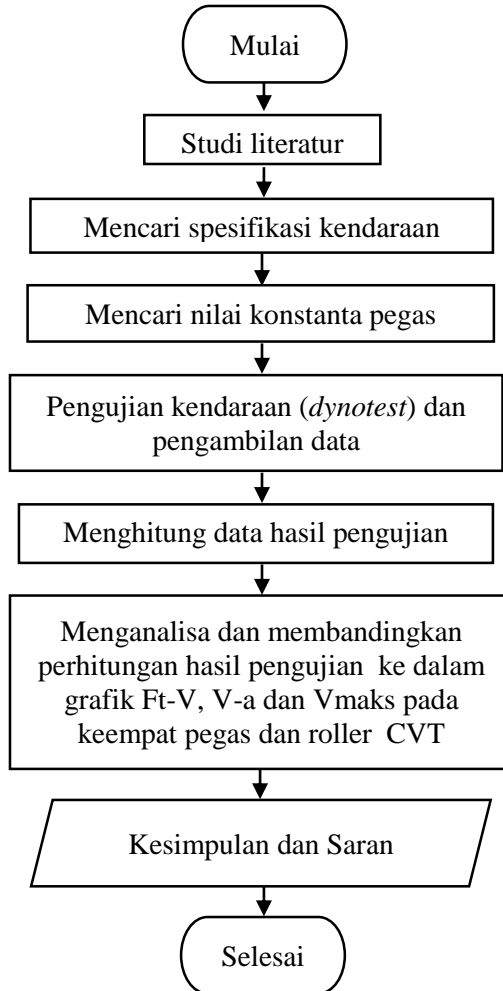 Mulai
Studi literatur
Mencari spesifikasi kendaraan
Mencari nilai konstanta pegas
Pengujian kendaraan (dynotest) dan
pengambilan data
Menghitung data hasil pengujian
Menganalisa dan membandingkan
perhitungan hasil pengujian ke dalam
grafik Ft-V, V-a dan Vmaks pada
keempat pegas dan roller CVT
Kesimpulan dan Saran
Selesai